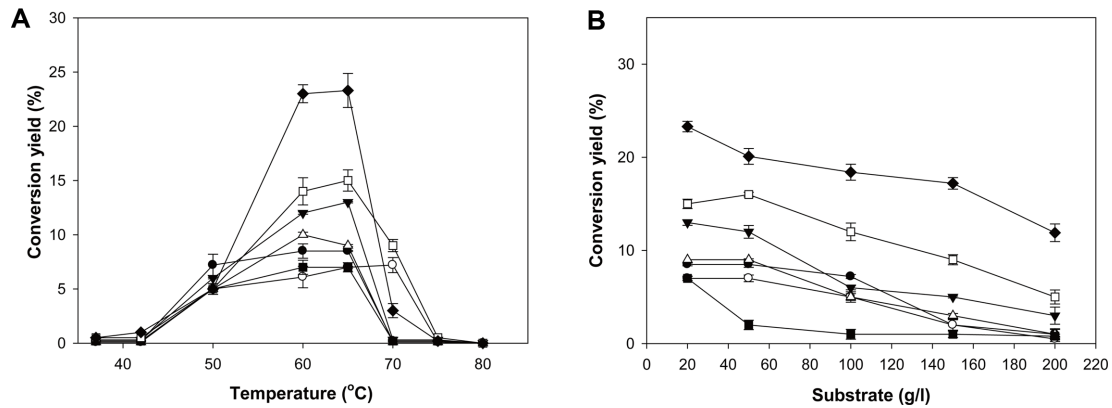 A
Conversion yield (%)
30
25
20
15
10
5
0
40 50 60 70 80
Temperature (°C)
B
Conversion yield (%)
30
20
10
0
0 20 40 60 80 100 120 140 160 180 200 220
Substrate (g/l)